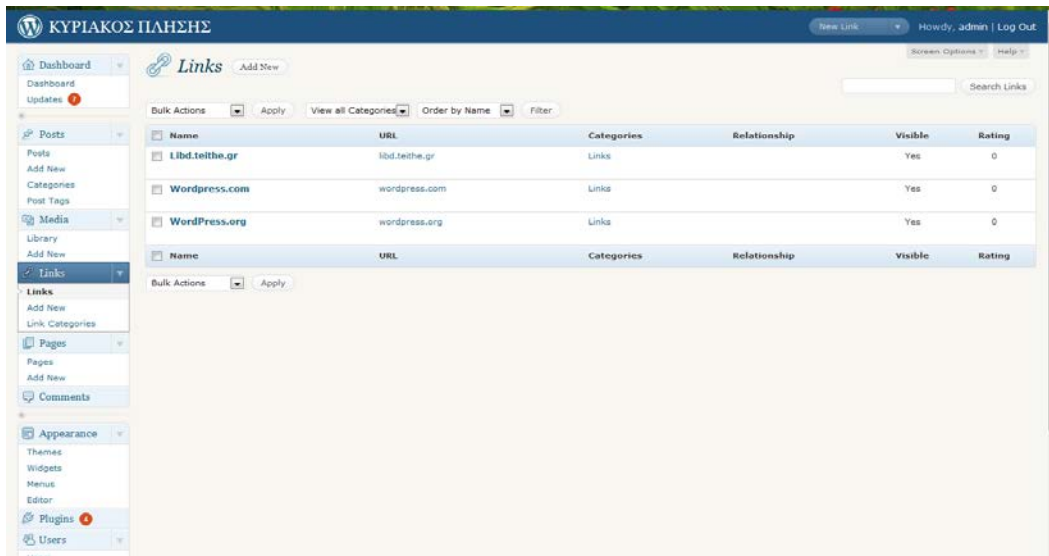 ΚΥΡΙΑΚΟΣ ΠΛΗΣΗΣ
New Link
Howdy, admin | Log Out
Screen Options
Help
Dashboard
Dashboard
Updates
Posts
Posts
Add New
Categories
Post Tags
Media
Library
Add New
Links
Links
Add New
Link Categories
Pages
Pages
Add New
Comments
Appearance
Themes
Widgets
Menus
Editor
Plugins
Users
Links Add New
Search Links
Bulk Actions Apply View all Categories Order by Name Filter
Name URL Categories Relationship Visible Rating
Libd.teithe.gr libd.teithe.gr Links Yes 0
Wordpress.com wordpress.com Links Yes 0
WordPress.org wordpress.org Links Yes 0
Name URL Categories Relationship Visible Rating
Bulk Actions Apply